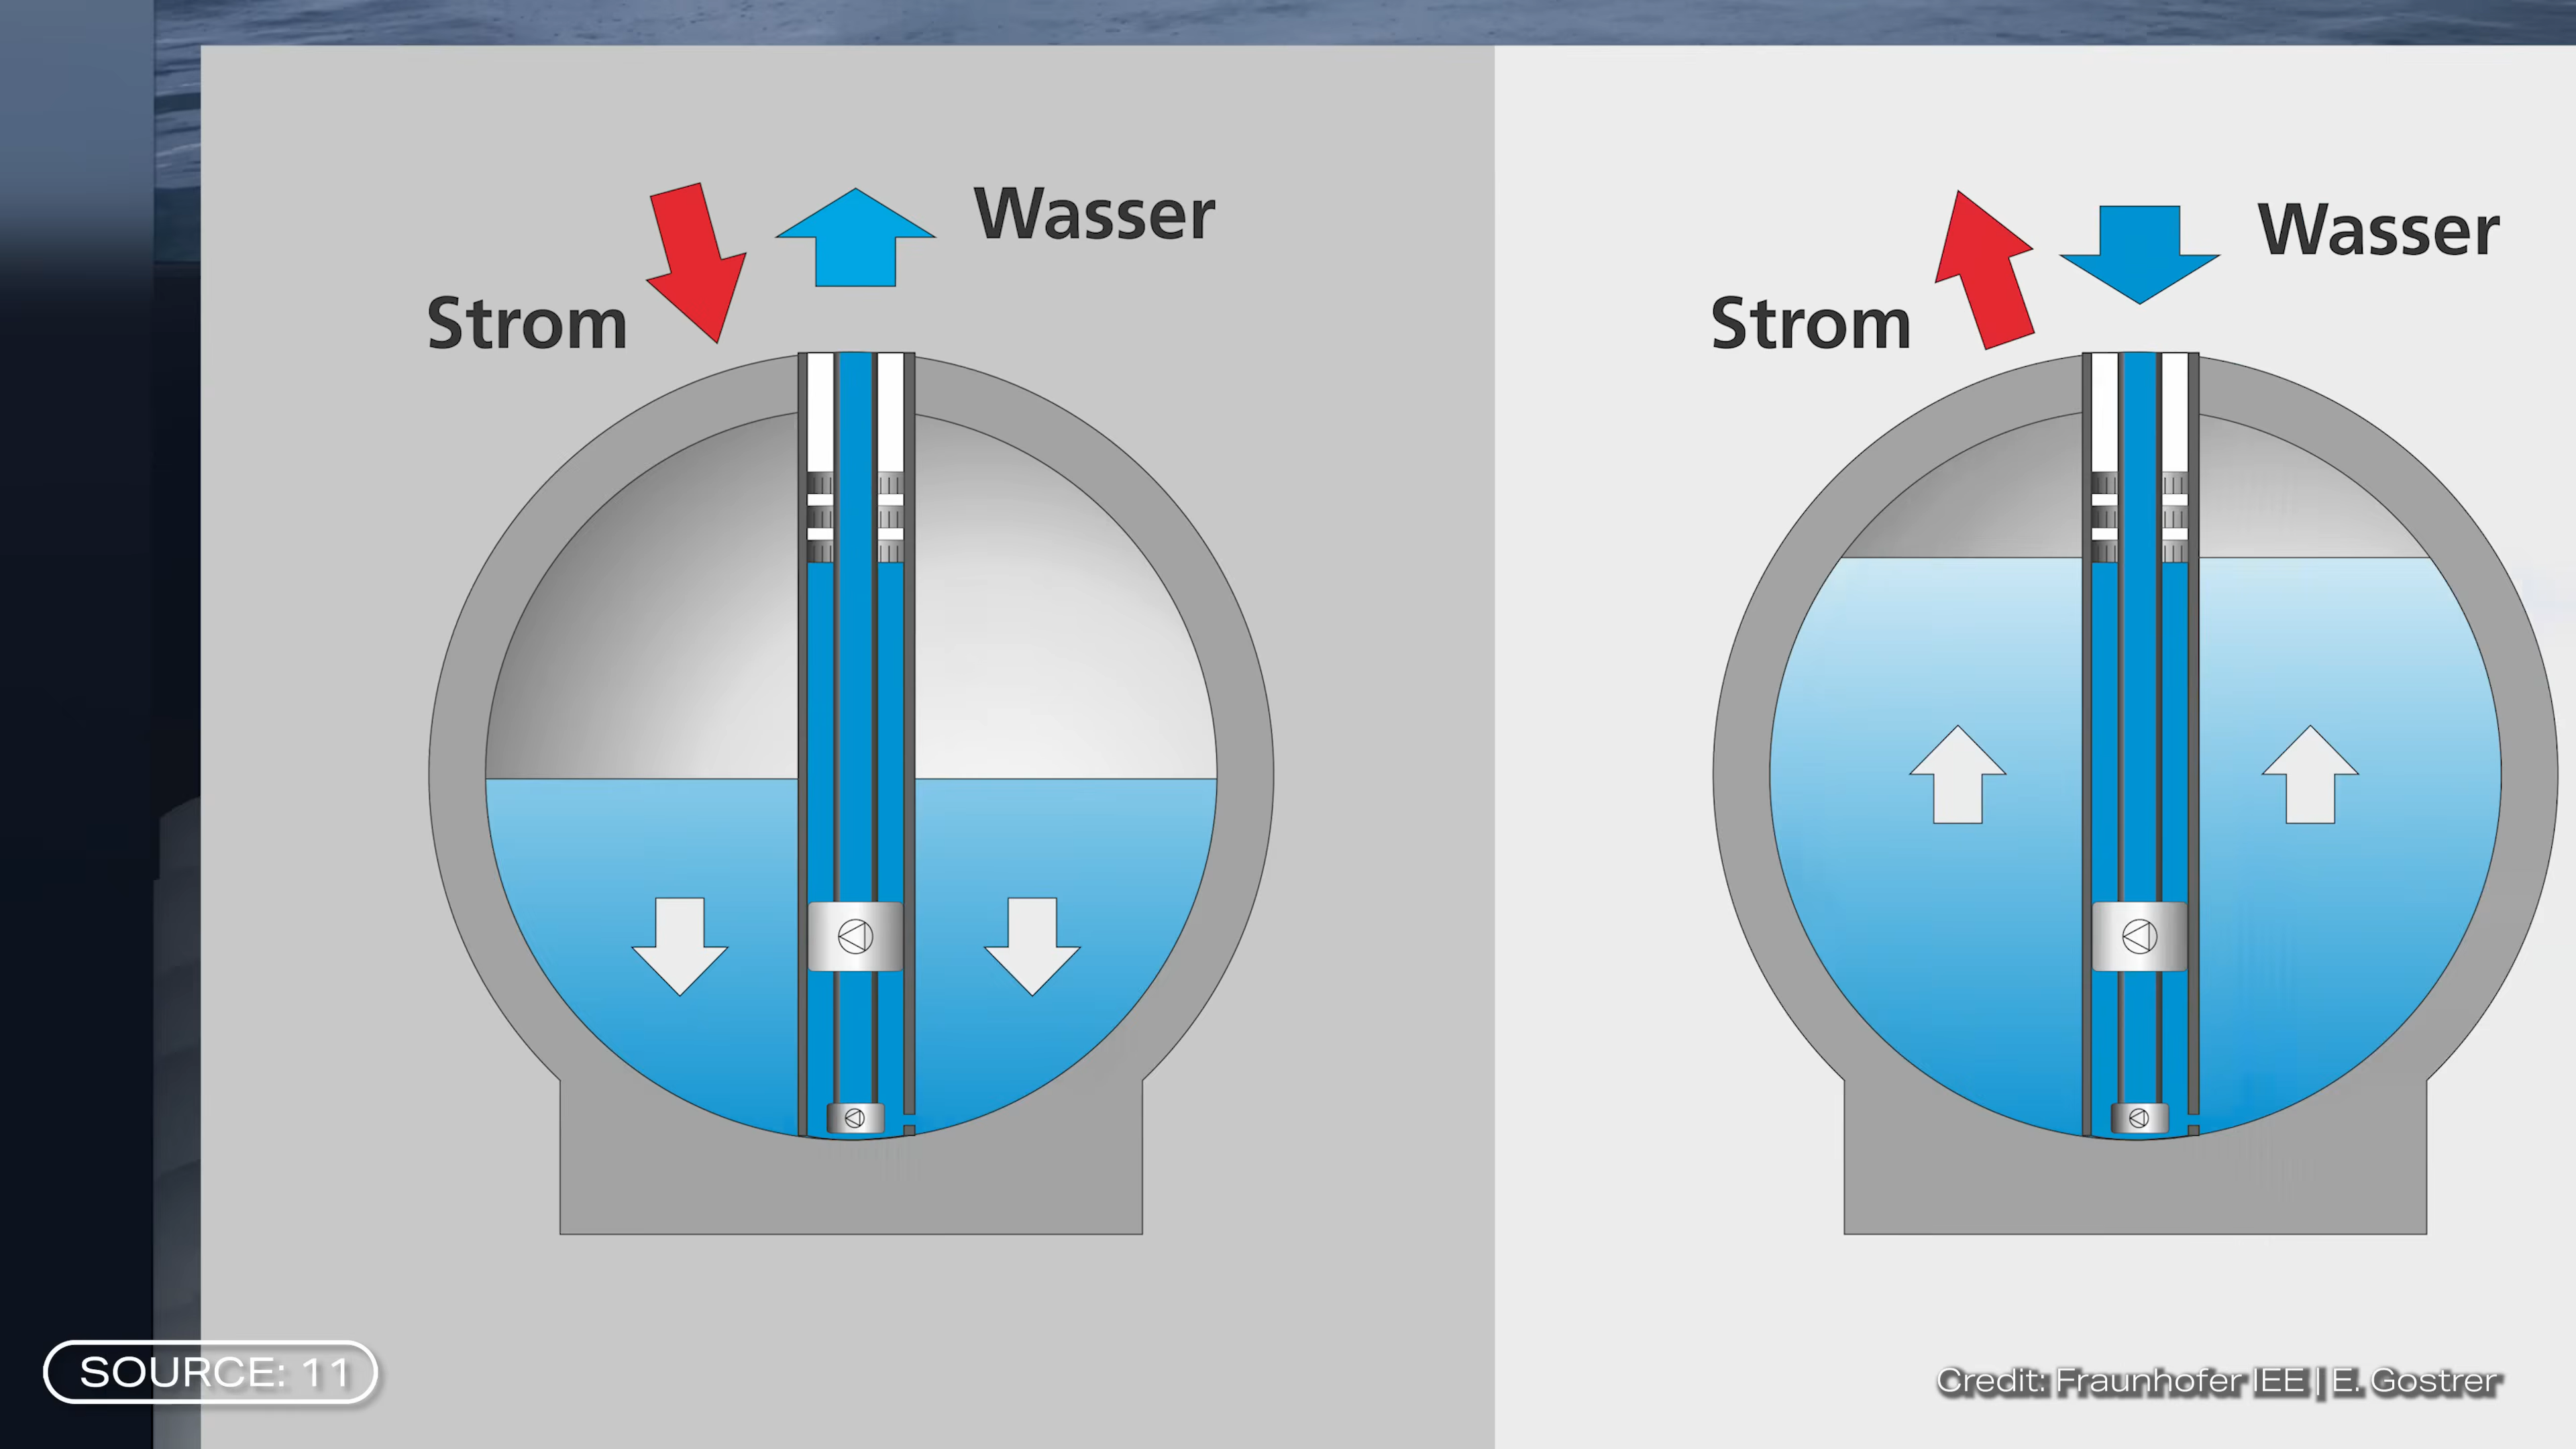 Wasser
Strom
Wasser
Strom
SOURCE: 11
Credit: Fraunhofer IEE | E. Gostrer